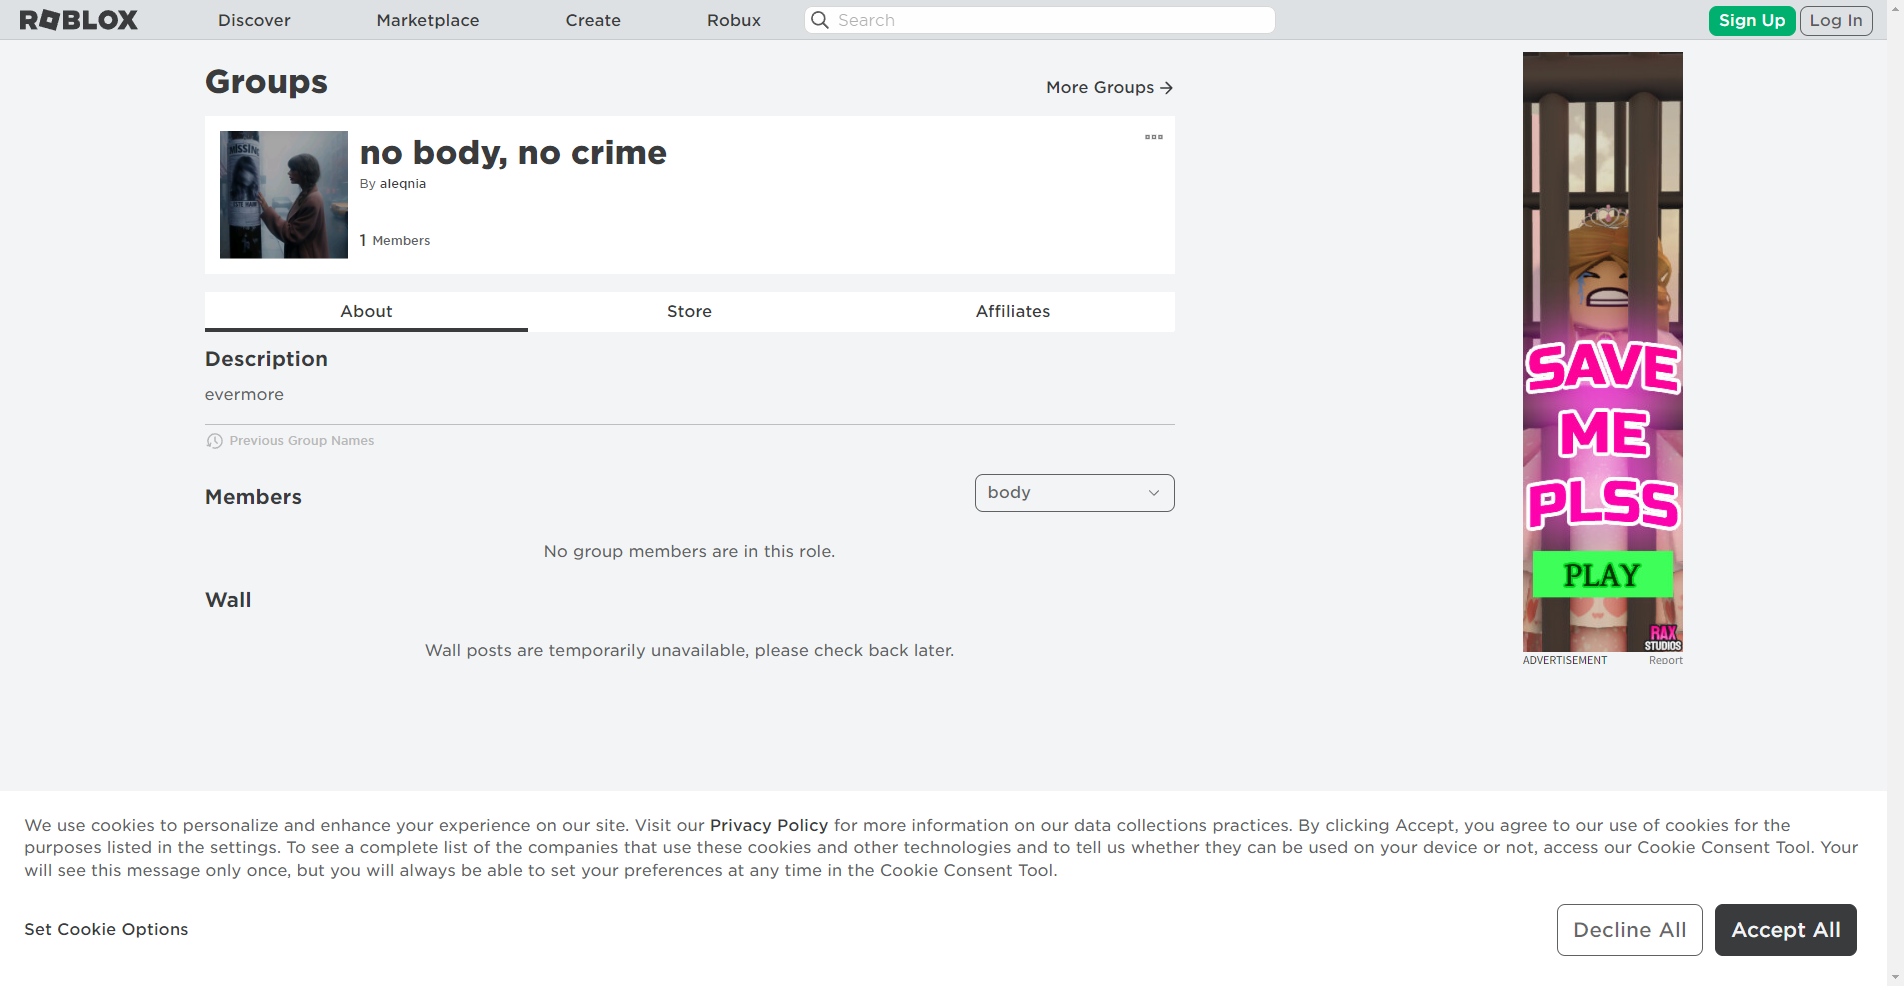 ROBLOX
Discover
Marketplace
Create
Robux
Search
Sign Up
Log In
Groups
More Groups
MISSING
no body, no crime
By aleqnia
1 Members
About
Store
Affiliates
Description
evermore
Previous Group Names
Members
body
No group members are in this role.
Wall
Wall posts are temporarily unavailable, please check back later.
SAVE
ME
PLSS
PLAY
RAX
STUDIOS
ADVERTISEMENT
Report
We use cookies to personalize and enhance your experience on our site. Visit our Privacy Policy for more information on our data collections practices. By clicking Accept, you agree to our use of cookies for the
purposes listed in the settings. To see a complete list of the companies that use these cookies and other technologies and to tell us whether they can be used on your device or not, access our Cookie Consent Tool. Your
will see this message only once, but you will always be able to set your preferences at any time in the Cookie Consent Tool.
Set Cookie Options
Decline All
Accept All